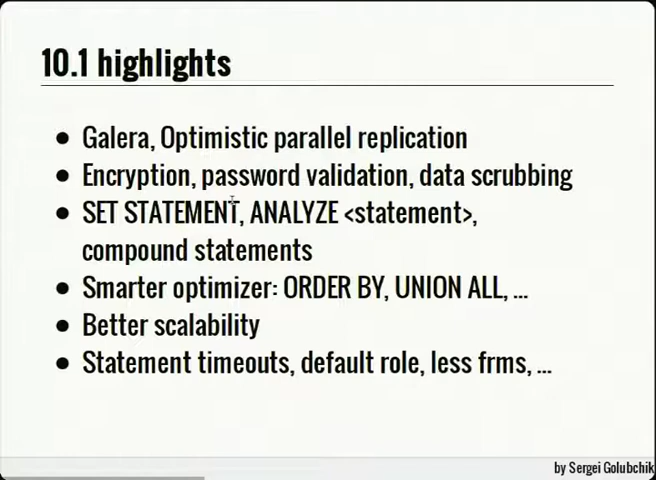 10.1 highlights
● Galera, Optimistic parallel replication
● Encryption, password validation, data scrubbing
● SET STATEMENT, ANALYZE <statement>,
compound statements
● Smarter optimizer: ORDER BY, UNION ALL, ...
● Better scalability
● Statement timeouts, default role, less frms, ...
by Sergei Golubchik